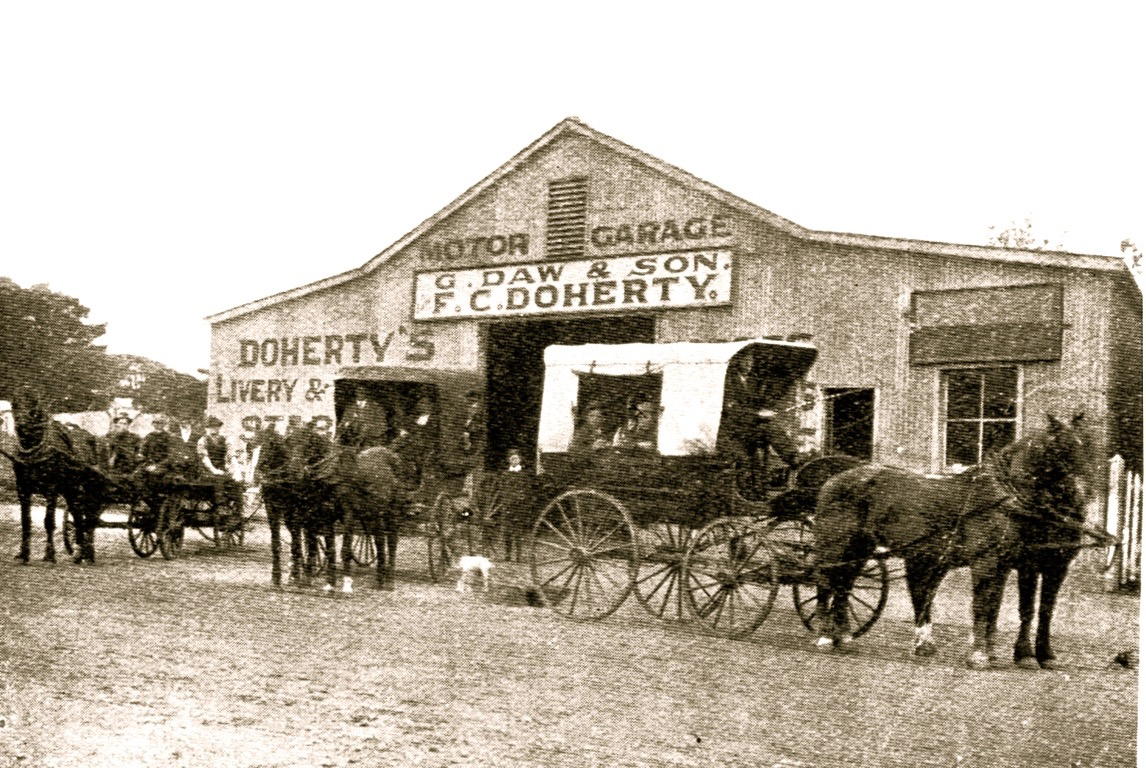 MOTOR GARAGE
G. DAW & SON.
F. C. DOHERTY.
DOHERTY'S
LIVERY &